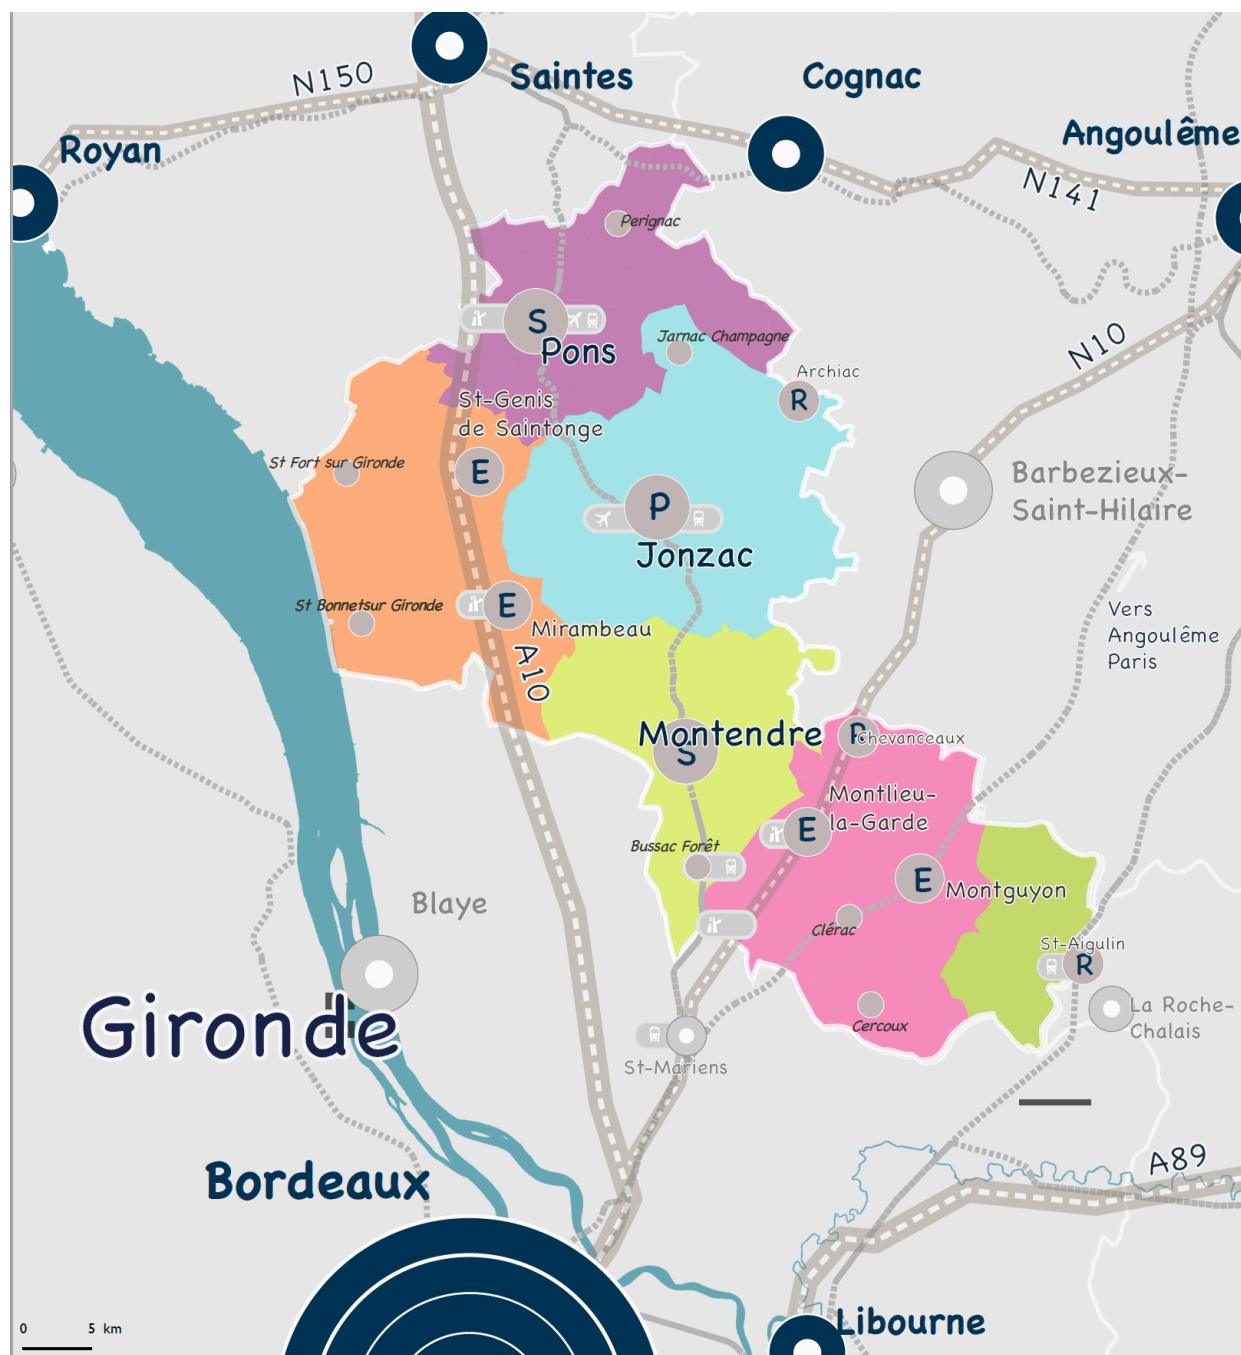 N150
Saintes
Cognac
Angoulême
Royan
N141
Perignac
S
Pons
Jarnac Champagne
N10
Archiac
R
St-Genis
de Saintonge
St Fort sur Gironde
E
P
Jonzac
Barbezieux-
Saint-Hilaire
St Bonnetsur Gironde
E
Mirambeau
A10
Vers
Angoulême
Paris
Montendre
S
R
Chevanceaux
Montlieu-
la-Garde
E
Bussac Forêt
E
Montguyon
Blaye
Clérac
St-Aigulin
R
La Roche-
Chalais
Gironde
Cercoux
St-Mariens
A89
Bordeaux
Libourne
0 5 km